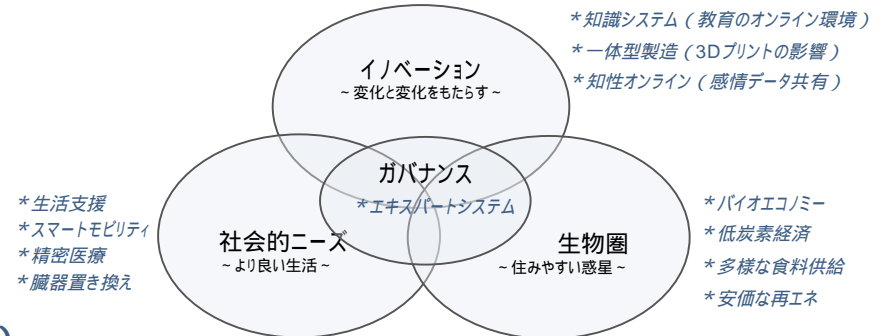 *知識システム（教育のオンライン環境）
*一体型製造（3Dプリントの影響）
*知性オンライン（感情データ共有）
イノベーション
~変化と変化をもたらす~
ガバナンス
*エキスパートシステム
*生活支援
*スマートモビリティ
*精密医療
*臓器置き換え
社会的ニーズ
~より良い生活~
生物圏
~住みやすい惑星~
*バイオエコノミー
*低炭素経済
*多様な食料供給
*安価な再エネ